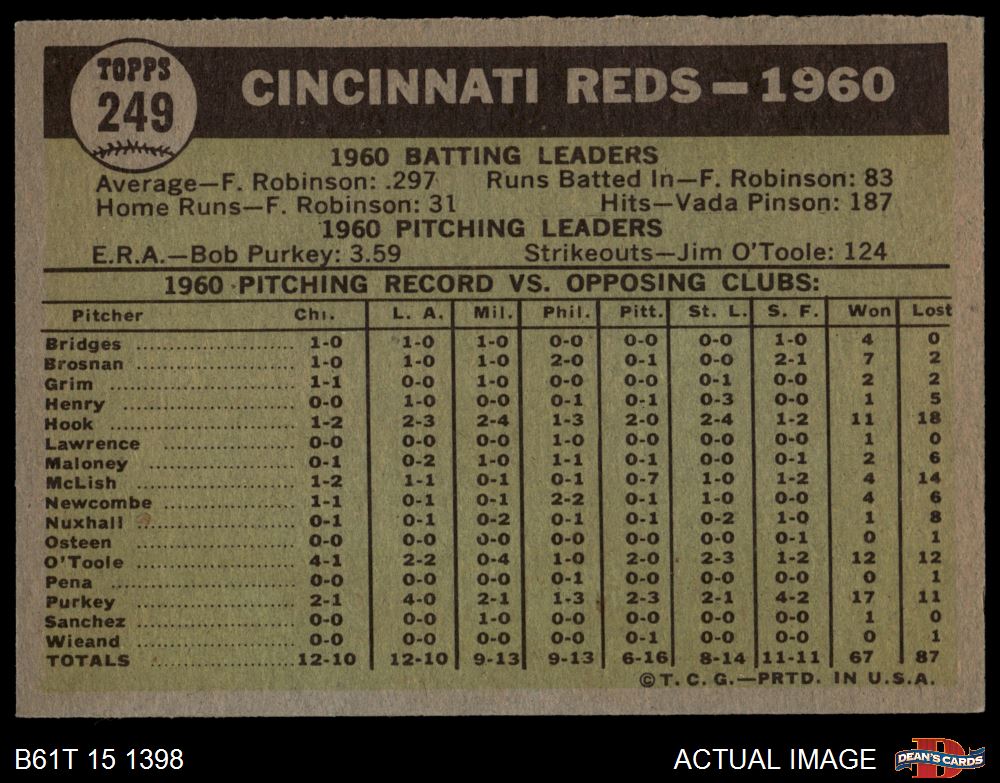 TOPPS
249
CINCINNATI REDS—1960
1960 BATTING LEADERS
Average—F. Robinson: .297 Runs Batted In—F. Robinson: 83
Home Runs—F. Robinson: 31 Hits—Vada Pinson: 187
1960 PITCHING LEADERS
E.R.A.—Bob Purkey: 3.59 Strikeouts—Jim O'Toole: 124
1960 PITCHING RECORD VS. OPPOSING CLUBS:
Pitcher Chi. L. A. Mil. Phil. Pitt. St. L. S. F. Won Lost
Bridges 1-0 1-0 1-0 0-0 0-0 0-0 1-0 4 0
Brosnan 1-0 1-0 1-0 2-0 0-1 0-0 2-1 7 2
Grim 1-1 0-0 1-0 0-0 0-0 0-1 0-0 2 2
Henry 0-0 1-0 0-0 0-1 0-1 0-3 0-0 1 5
Hook 1-2 2-3 2-4 1-3 2-0 2-4 1-2 11 18
Lawrence 0-0 0-0 0-0 1-0 0-0 0-0 0-0 1 0
Maloney 0-1 0-2 1-0 1-1 0-1 0-0 0-1 2 6
McLish 1-2 1-1 0-1 0-1 0-7 1-0 1-2 4 14
Newcombe 1-1 0-1 0-1 2-2 0-1 1-0 0-0 4 6
Nuxhall 0-1 0-1 0-2 0-1 0-1 0-2 1-0 1 8
Osteen 0-0 0-0 0-0 0-0 0-0 0-0 0-1 0 1
O'Toole 4-1 2-2 0-4 1-0 2-0 2-3 1-2 12 12
Pena 0-0 0-0 0-0 0-1 0-0 0-0 0-0 0 1
Purkey 2-1 4-0 2-1 1-3 2-3 2-1 4-2 17 11
Sanchez 0-0 0-0 1-0 0-0 0-0 0-0 0-0 1 0
Wieand 0-0 0-0 0-0 0-0 0-1 0-0 0-0 0 1
TOTALS 12-10 12-10 9-13 9-13 6-16 8-14 11-11 67 87
©T. C. G.—PRTD. IN U.S.A.
B61T 15 1398 ACTUAL IMAGE
D
DEAN'S CARDS